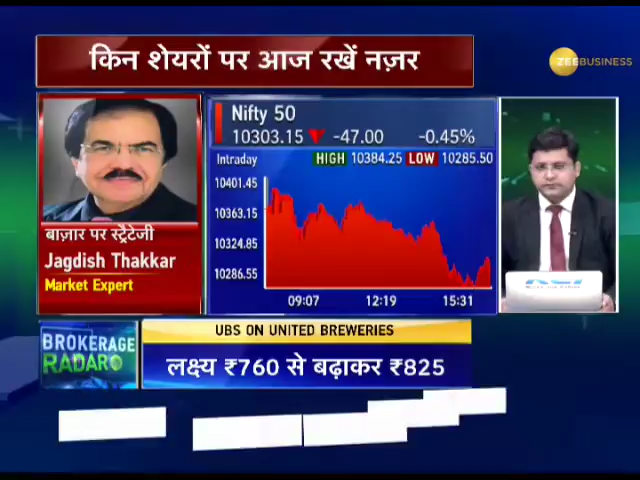 किन शेयरों पर आज रखें नज़र
ZEEBUSINESS
बाज़ार पर स्ट्रैटेजी
Jagdish Thakkar
Market Expert
Nifty 50
10303.15 -47.00 -0.45%
Intraday HIGH 10384.25 LOW 10285.50
10401.45
10363.15
10324.85
10286.55
09:07 12:19 15:31
BROKERAGE
RADAR
UBS ON UNITED BREWERIES
लक्ष्य ₹760 से बढ़ाकर ₹825